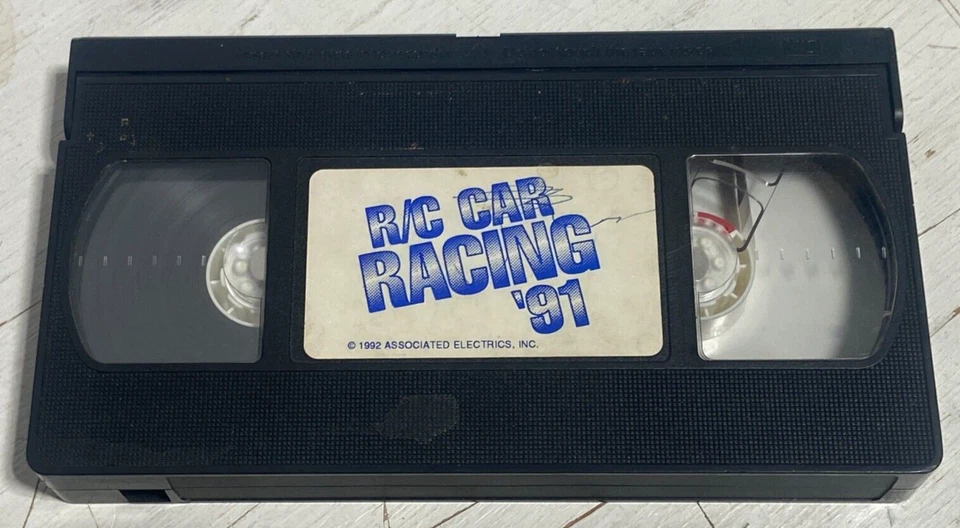 R/C CAR
RACING
'91
© 1992 ASSOCIATED ELECTRICS, INC.